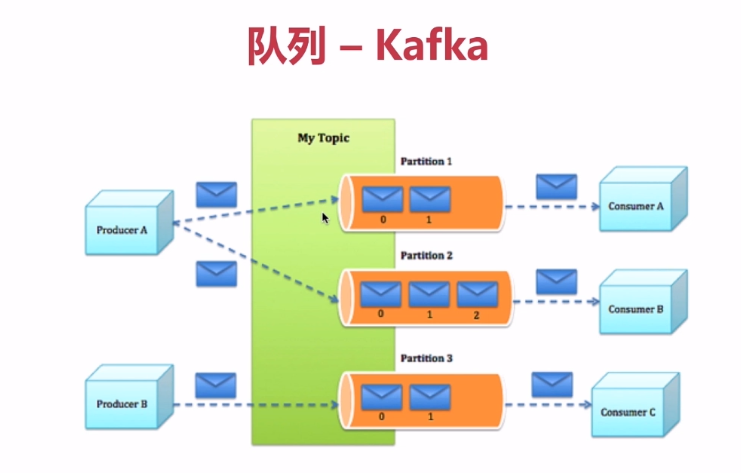 队列 – Kafka
My Topic
Partition 1
0 1
Producer A
Consumer A
Partition 2
0 1 2
Consumer B
Partition 3
0 1
Producer B
Consumer C